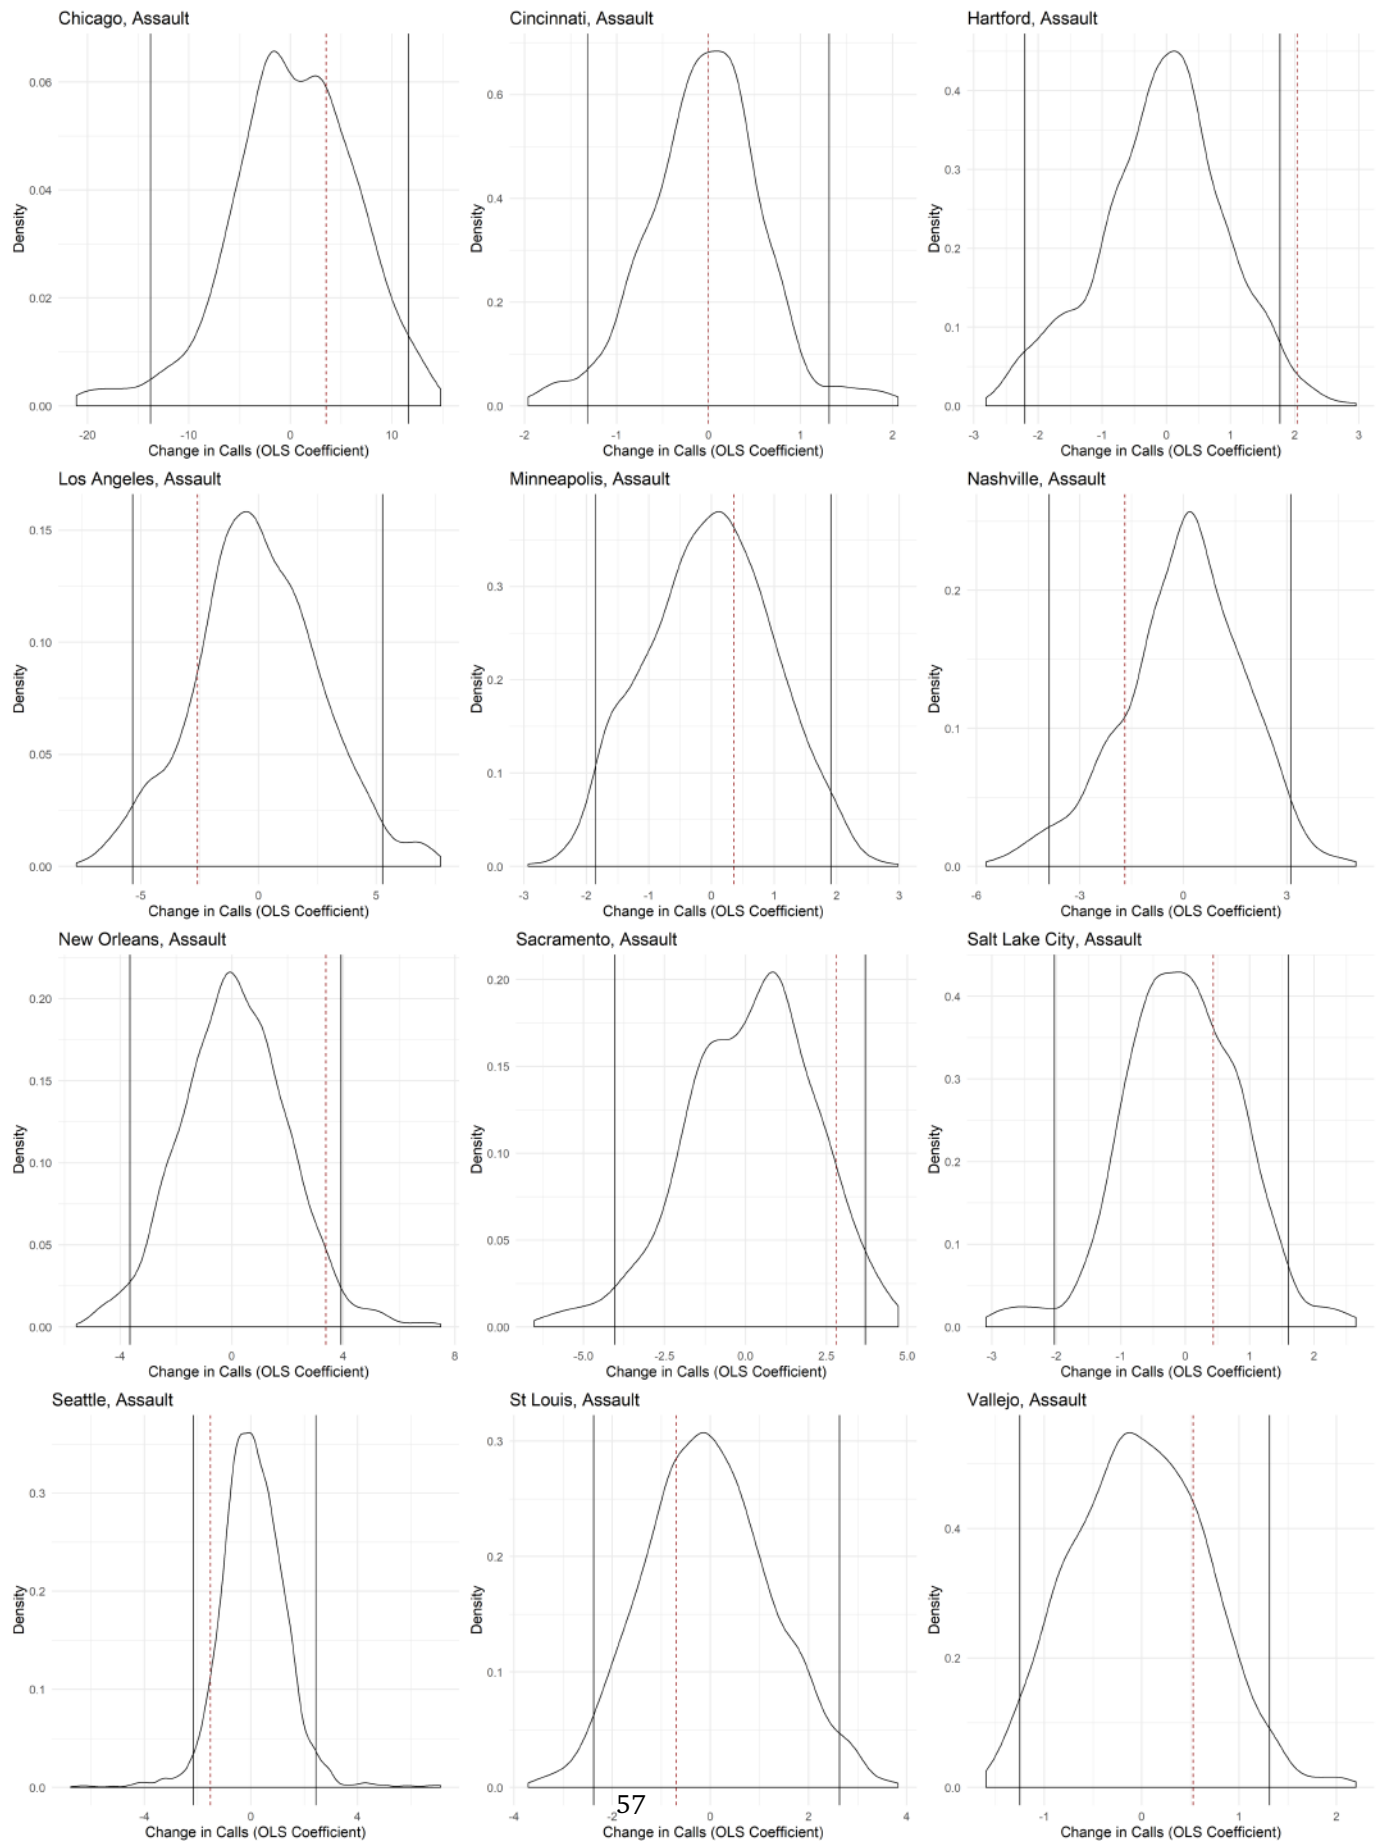 Chicago, Assault
Density
0.06
0.04
0.02
0.00
-20 -10 0 10
Change in Calls (OLS Coefficient)
Cincinnati, Assault
Density
0.6
0.4
0.2
0.0
-2 -1 0 1 2
Change in Calls (OLS Coefficient)
Hartford, Assault
Density
0.4
0.3
0.2
0.1
0.0
-3 -2 -1 0 1 2 3
Change in Calls (OLS Coefficient)
Los Angeles, Assault
Density
0.15
0.10
0.05
0.00
-5 0 5
Change in Calls (OLS Coefficient)
Minneapolis, Assault
Density
0.3
0.2
0.1
0.0
-3 -2 -1 0 1 2 3
Change in Calls (OLS Coefficient)
Nashville, Assault
Density
0.2
0.1
0.0
-6 -3 0 3
Change in Calls (OLS Coefficient)
New Orleans, Assault
Density
0.20
0.15
0.10
0.05
0.00
-4 0 4 8
Change in Calls (OLS Coefficient)
Sacramento, Assault
Density
0.20
0.15
0.10
0.05
0.00
-5.0 -2.5 0.0 2.5 5.0
Change in Calls (OLS Coefficient)
Salt Lake City, Assault
Density
0.4
0.3
0.2
0.1
0.0
-3 -2 -1 0 1 2
Change in Calls (OLS Coefficient)
Seattle, Assault
Density
0.3
0.2
0.1
0.0
-4 0 4
Change in Calls (OLS Coefficient)
St Louis, Assault
Density
0.3
0.2
0.1
0.0
-4 -2 0 2 4
Change in Calls (OLS Coefficient)
Vallejo, Assault
Density
0.4
0.2
0.0
-1 0 1 2
Change in Calls (OLS Coefficient)
57